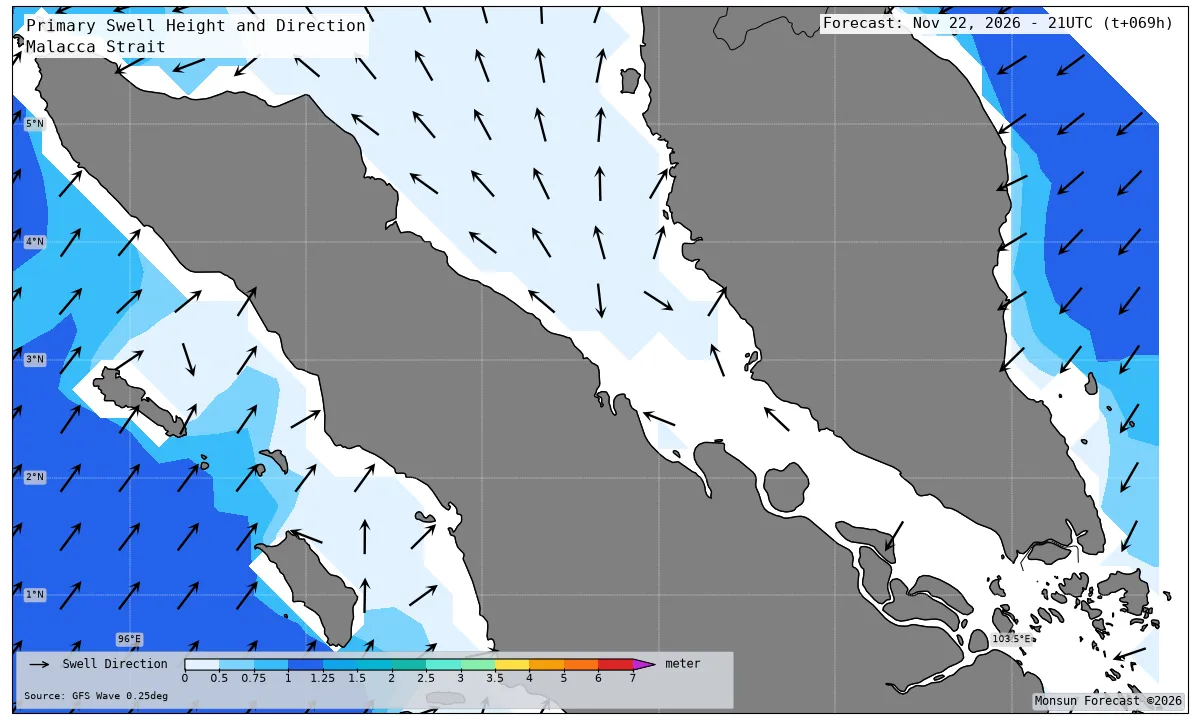 Primary Swell Height and Direction
Malacca Strait
Forecast: Nov 22, 2026 - 21UTC (t+069h)
5°N
4°N
3°N
2°N
1°N
96°E
103.5°E
Swell Direction
0 0.5 0.75 1 1.25 1.5 2 2.5 3 3.5 4 5 6 7
meter
Source: GFS Wave 0.25deg
Monsun Forecast ©2026